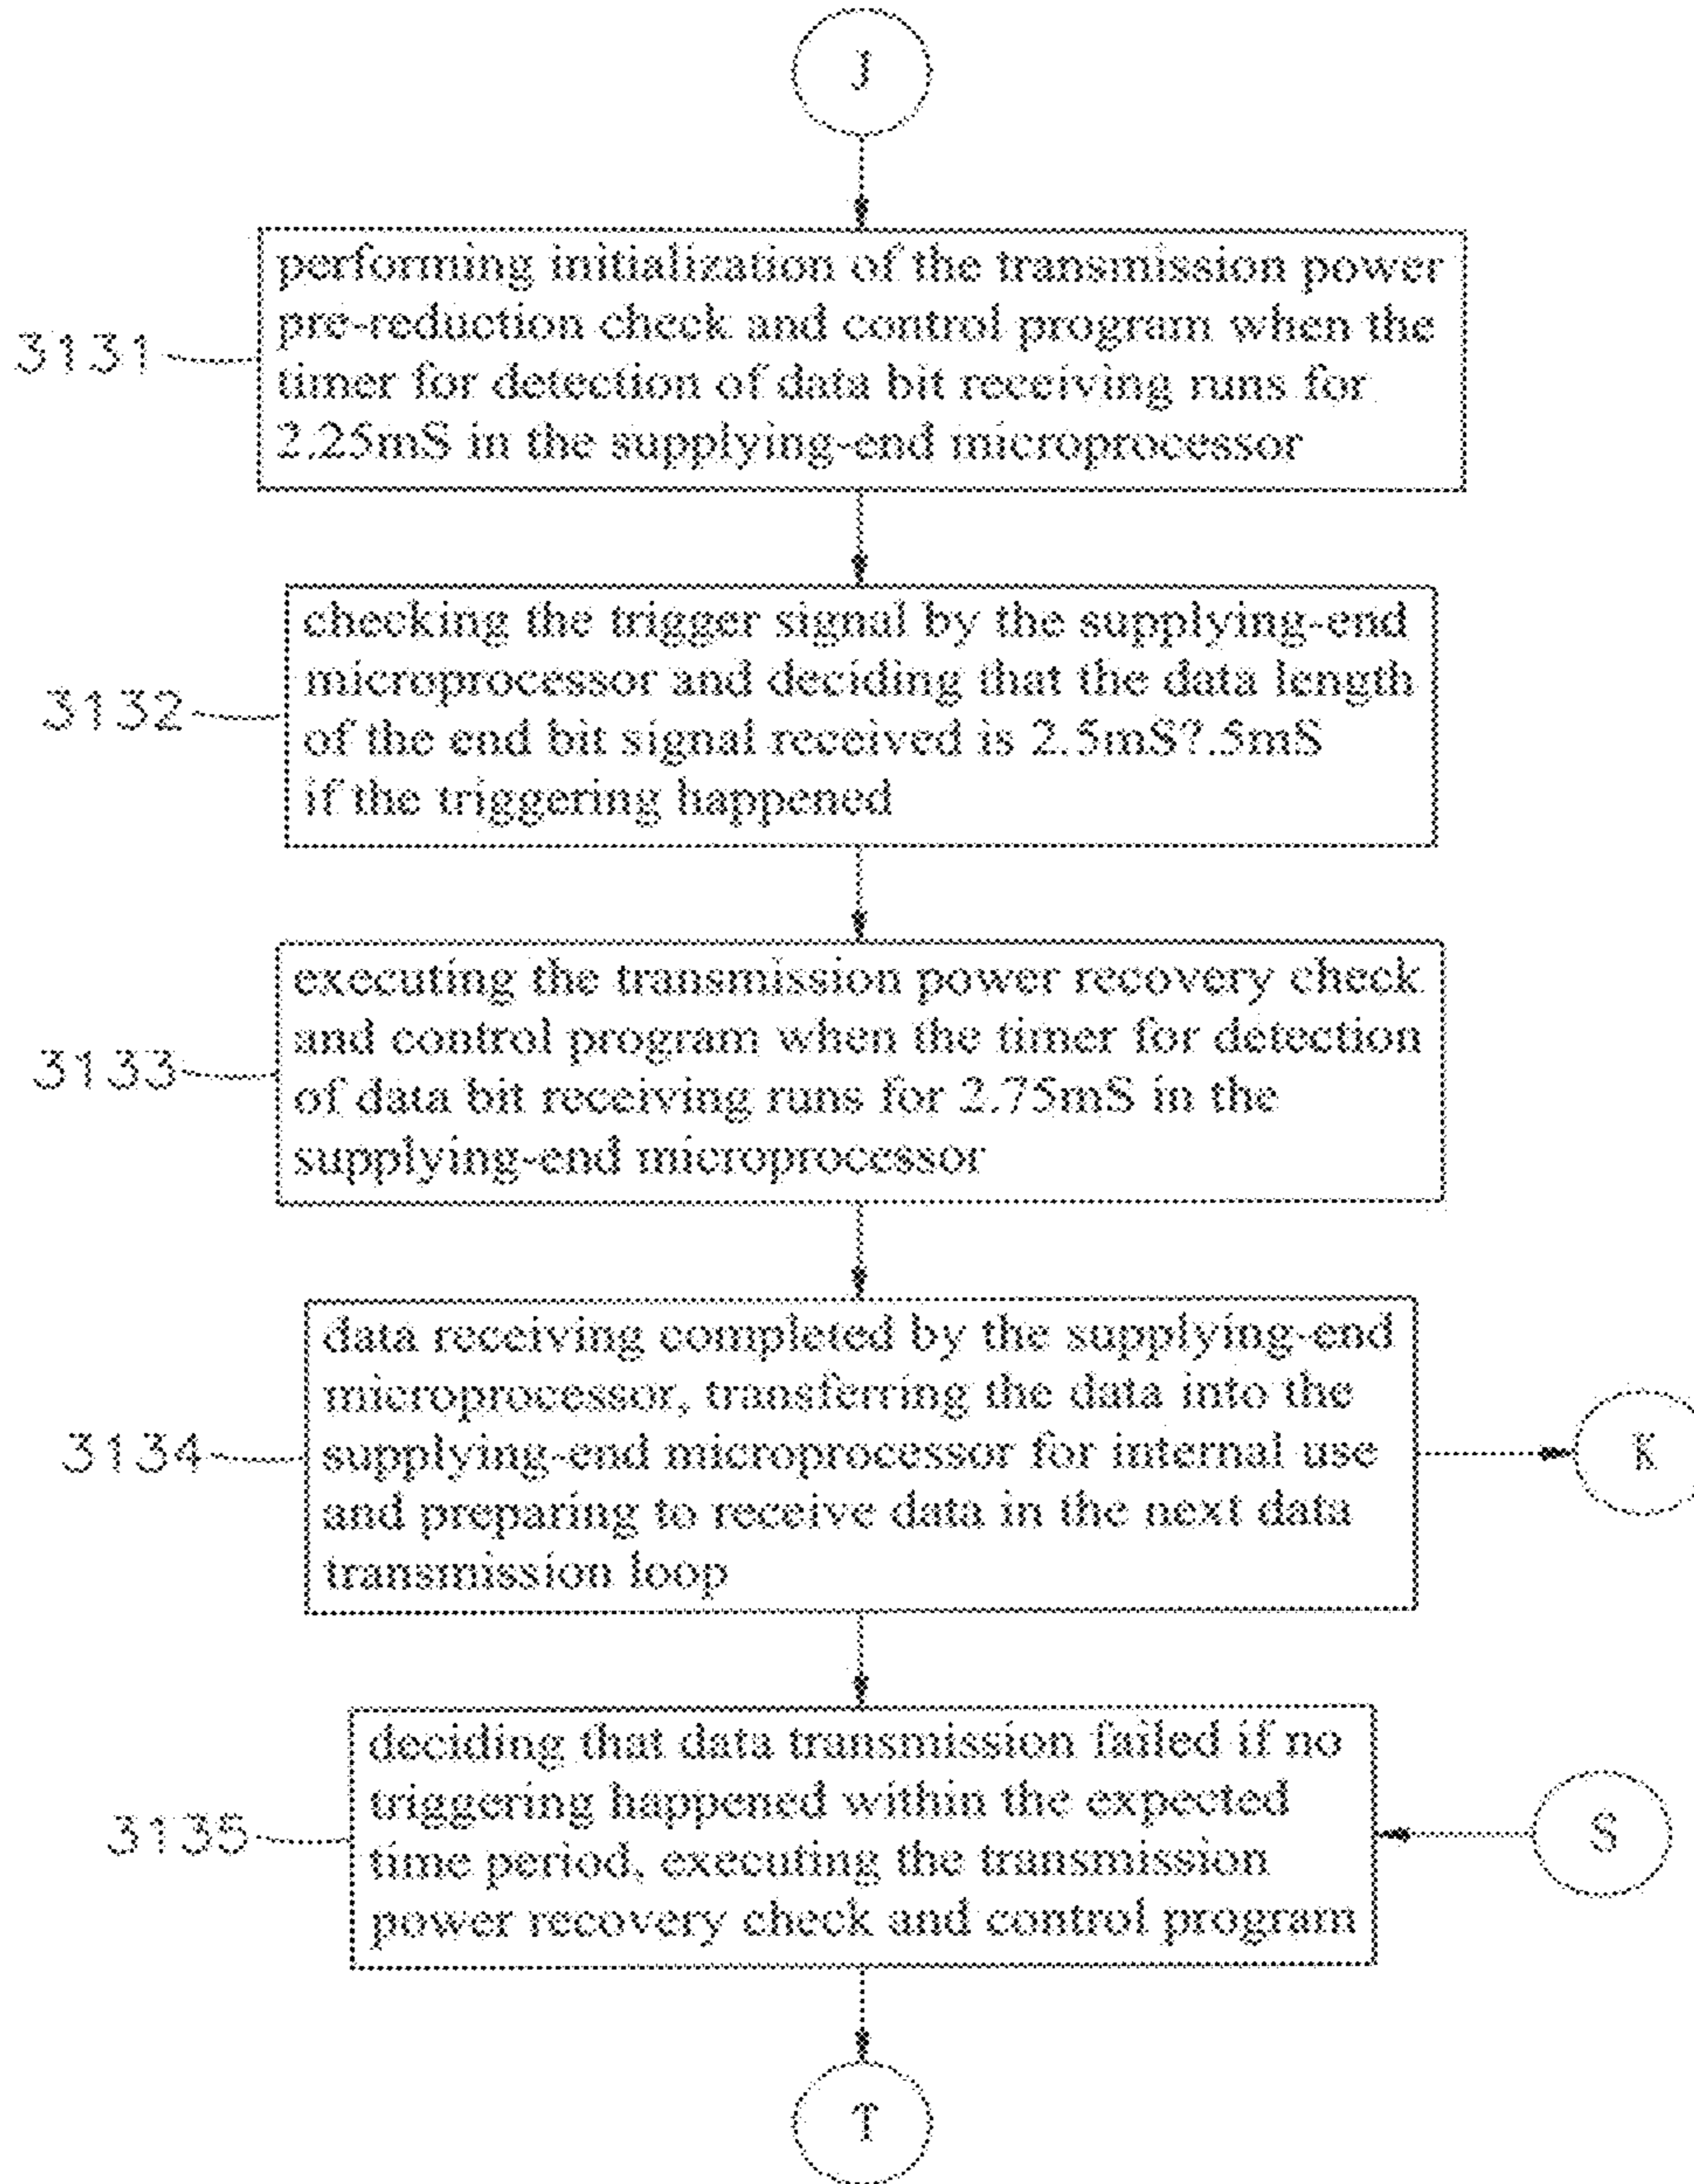 J
3131
performing initialization of the transmission power
pre-reduction check and control program when the
timer for detection of data bit receiving runs for
2.25mS in the supplying-end microprocessor
3132
checking the trigger signal by the supplying-end
microprocessor and deciding that the data length
of the end bit signal received is 2.5mS?.5mS
if the triggering happened
3133
executing the transmission power recovery check
and control program when the timer for detection
of data bit receiving runs for 2.75mS in the
supplying-end microprocessor
3134
data receiving completed by the supplying-end
microprocessor, transferring the data into the
supplying-end microprocessor for internal use
and preparing to receive data in the next data
transmission loop
K
3135
deciding that data transmission failed if no
triggering happened within the expected
time period, executing the transmission
power recovery check and control program
S
T